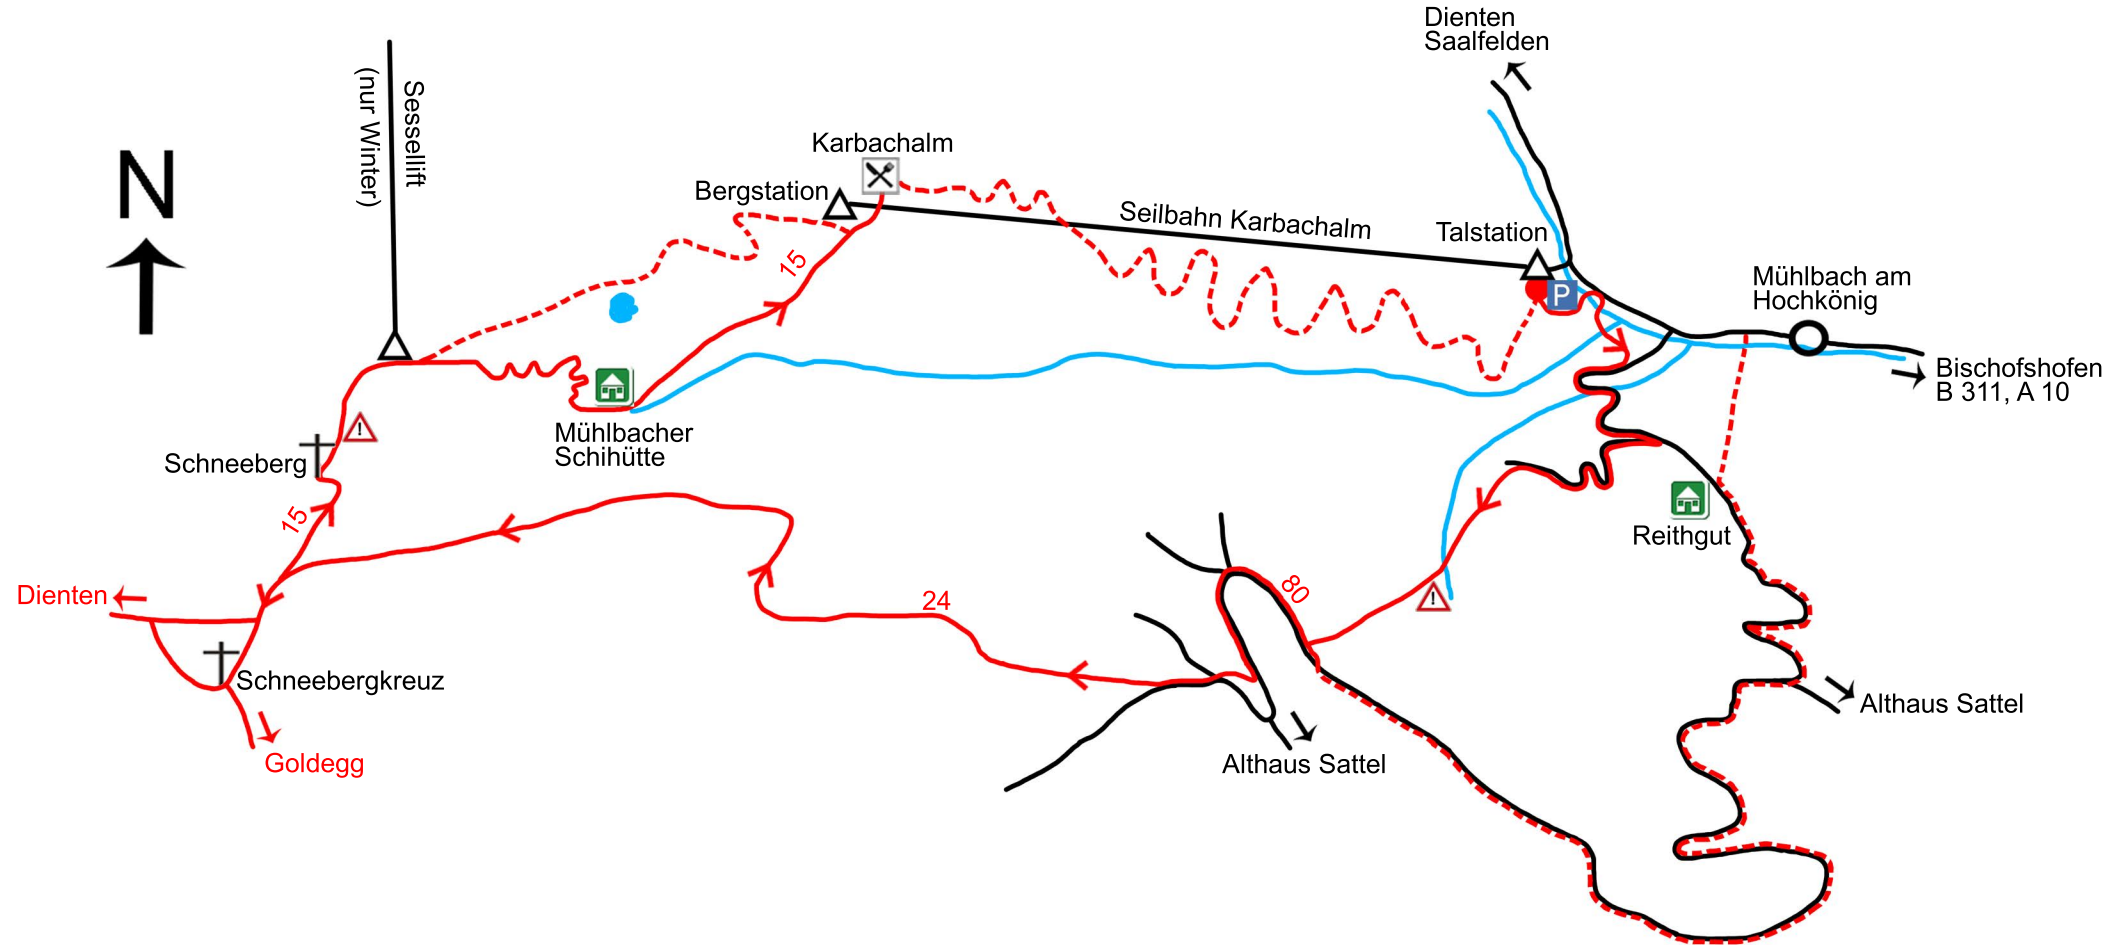 Dienten
Saalfelden
Sessellift
(nur Winter)
N
Karbachalm
Bergstation
Seilbahn Karbachalm
Talstation
P
Mühlbach am
Hochkönig
Bischofshofen
B 311, A 10
15
Mühlbacher
Schihütte
Schneeberg
15
Reithgut
Dienten
24
80
Schneebergkreuz
Goldegg
Althaus Sattel
Althaus Sattel